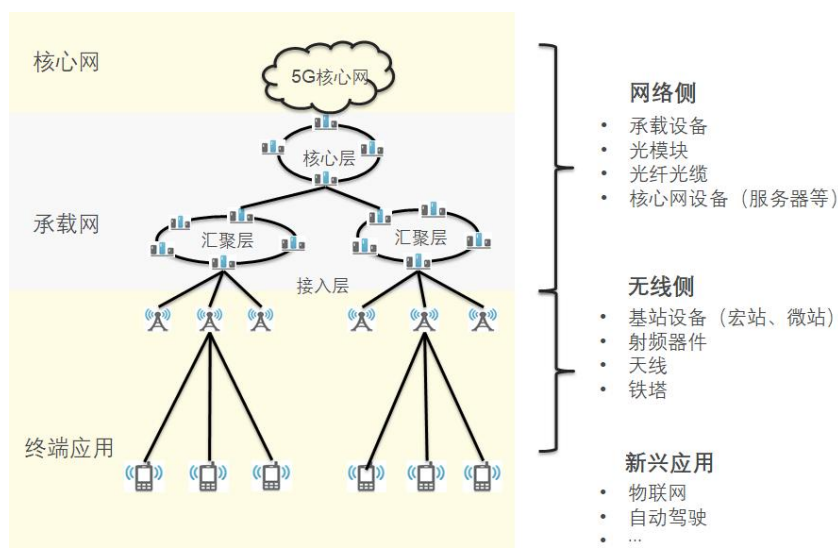 核心网
5G核心网
核心层
承载网
汇聚层
汇聚层
接入层
终端应用
网络侧
• 承载设备
• 光模块
• 光纤光缆
• 核心网设备（服务器等）
无线侧
• 基站设备（宏站、微站）
• 射频器件
• 天线
• 铁塔
新兴应用
• 物联网
• 自动驾驶
• ...